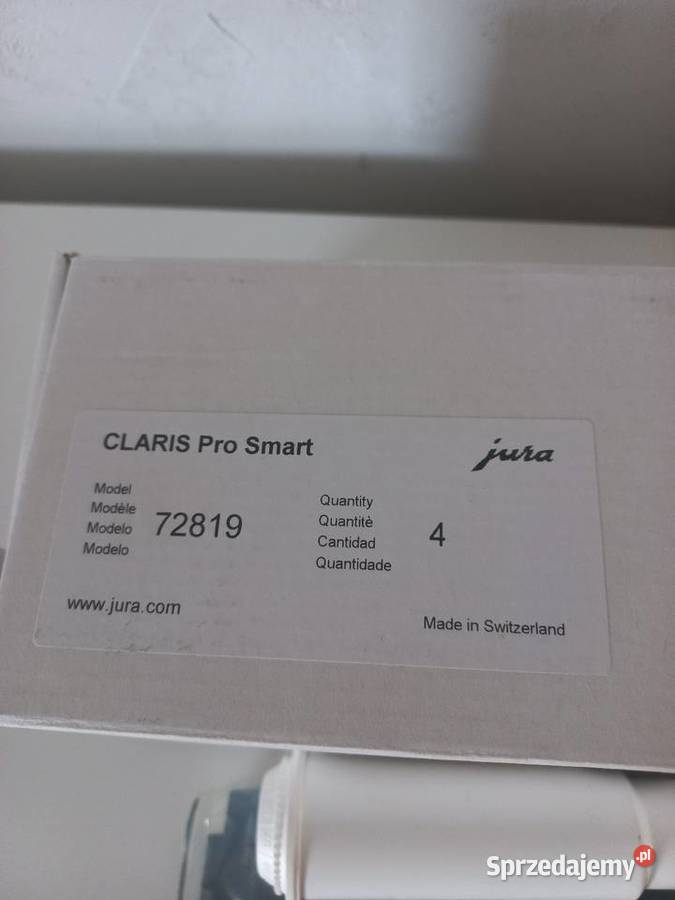 CLARIS Pro Smart
jura
Model
Modèle
Modelo
Modelo
72819
Quantity
Quantitè
Cantidad
Quantidade
4
www.jura.com
Made in Switzerland
Sprzedajemy.pl